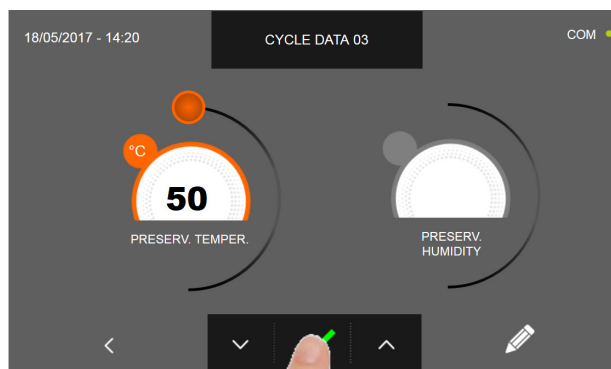 18/05/2017 - 14:20
CYCLE DATA 03
COM
°C
50
PRESERV. TEMPER.
PRESERV.
HUMIDITY